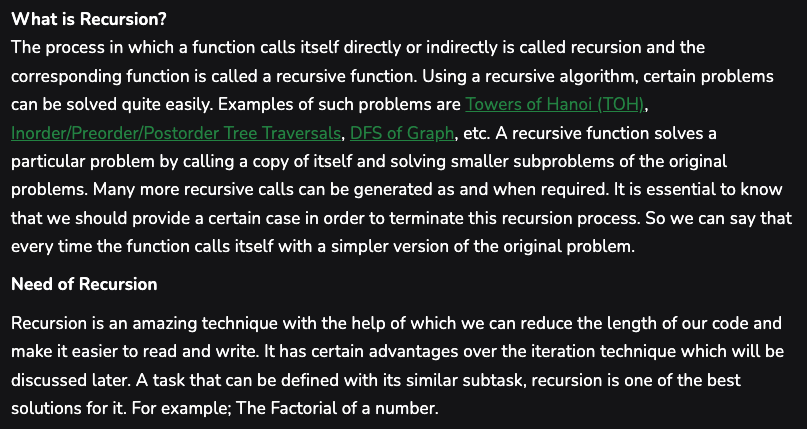 What is Recursion?
The process in which a function calls itself directly or indirectly is called recursion and the
corresponding function is called a recursive function. Using a recursive algorithm, certain problems
can be solved quite easily. Examples of such problems are Towers of Hanoi (TOH),
Inorder/Preorder/Postorder Tree Traversals, DFS of Graph, etc. A recursive function solves a
particular problem by calling a copy of itself and solving smaller subproblems of the original
problems. Many more recursive calls can be generated as and when required. It is essential to know
that we should provide a certain case in order to terminate this recursion process. So we can say that
every time the function calls itself with a simpler version of the original problem.
Need of Recursion
Recursion is an amazing technique with the help of which we can reduce the length of our code and
make it easier to read and write. It has certain advantages over the iteration technique which will be
discussed later. A task that can be defined with its similar subtask, recursion is one of the best
solutions for it. For example; The Factorial of a number.